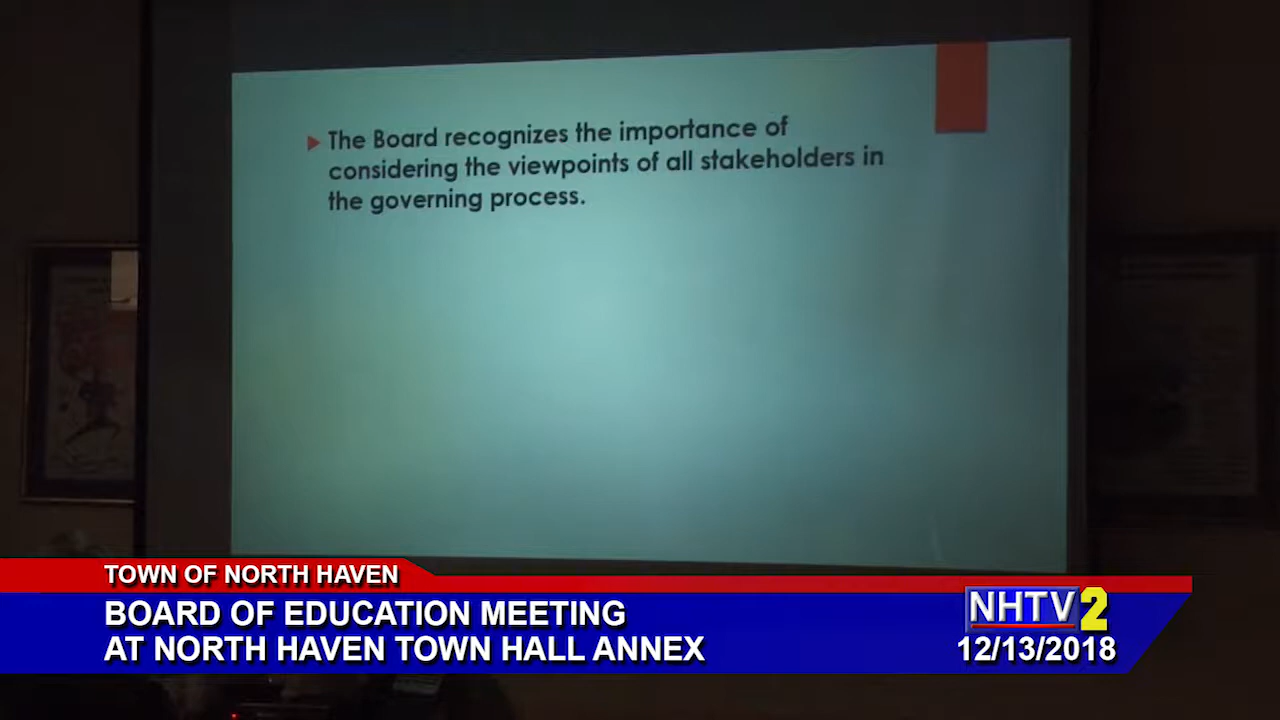 The Board recognizes the importance of
considering the viewpoints of all stakeholders in
the governing process.
TOWN OF NORTH HAVEN
BOARD OF EDUCATION MEETING
AT NORTH HAVEN TOWN HALL ANNEX
NHTV2
12/13/2018